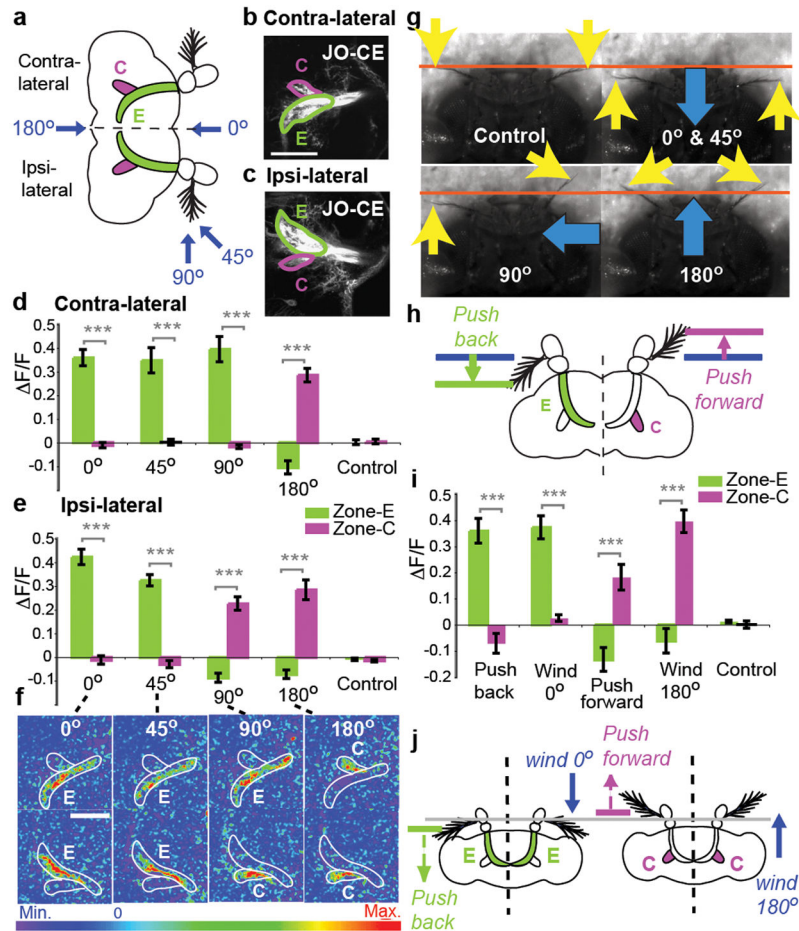 a
Contra-
lateral
C
E
180° 0°
Ipsi-
lateral
90° 45°
b Contra-lateral
JO-CE
C
E
c Ipsi-lateral
JO-CE
E
C
g
Control
0° & 45°
90°
180°
d Contra-lateral
ΔF/F
0.5
0.4
0.3
0.2
0.1
0
-0.1
*** *** *** ***
0° 45° 90° 180° Control
e Ipsi-lateral
Zone-E
Zone-C
ΔF/F
0.5
0.4
0.3
0.2
0.1
0
-0.1
*** *** *** ***
0° 45° 90° 180° Control
f
0° 45° 90° 180°
E E E C
E E C C
Min. 0 Max.
h
Push
back
Push
forward
E
C
i
Zone-E
Zone-C
ΔF/F
0.5
0.4
0.3
0.2
0.1
0
-0.1
-0.2
*** *** *** ***
Push
back
Wind
0°
Push
forward
Wind
180°
Control
j
wind 0°
Push
forward
E E
C C
Push
back
wind
180°